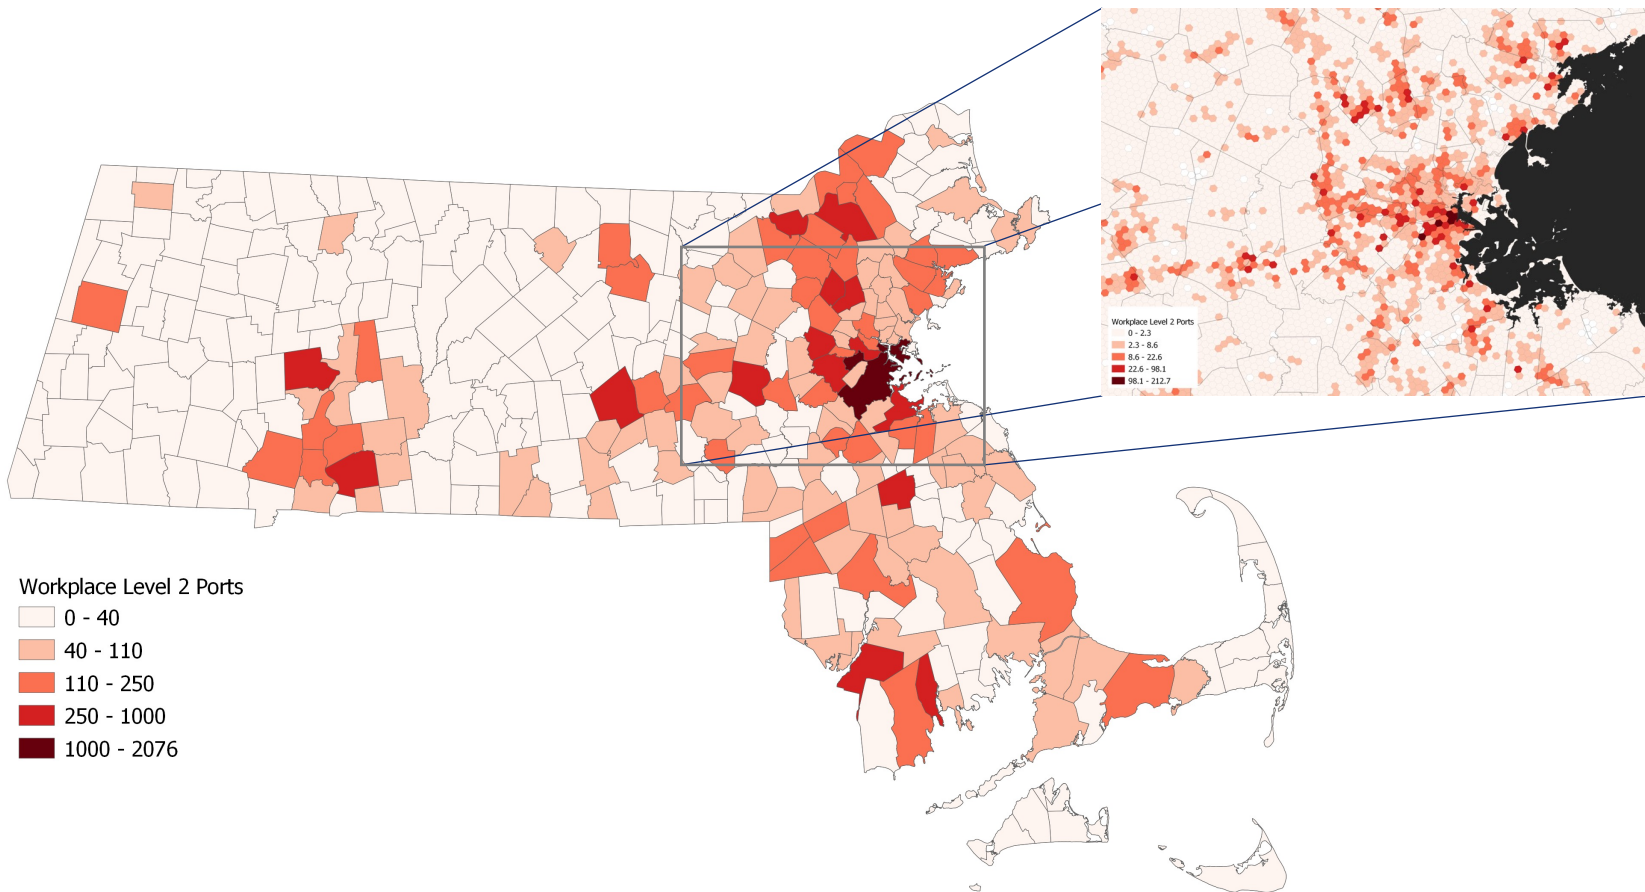 Workplace Level 2 Ports
0 - 2.3
2.3 - 8.6
8.6 - 22.6
22.6 - 98.1
98.1 - 212.7
Workplace Level 2 Ports
0 - 40
40 - 110
110 - 250
250 - 1000
1000 - 2076